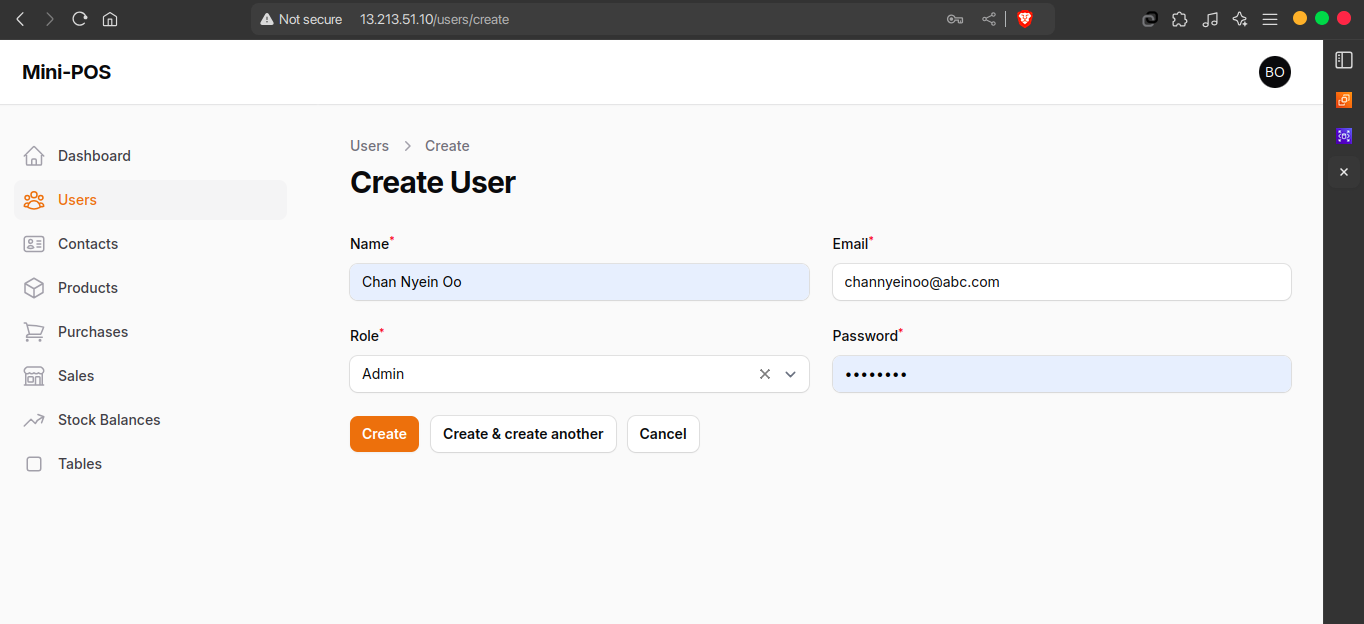 Not secure 13.213.51.10/users/create
Mini-POS
BO
Dashboard
Users
Contacts
Products
Purchases
Sales
Stock Balances
Tables
Users > Create
Create User
Name*
Email*
Chan Nyein Oo
channyeinoo@abc.com
Role*
Password*
Admin
••••••••
Create
Create & create another
Cancel